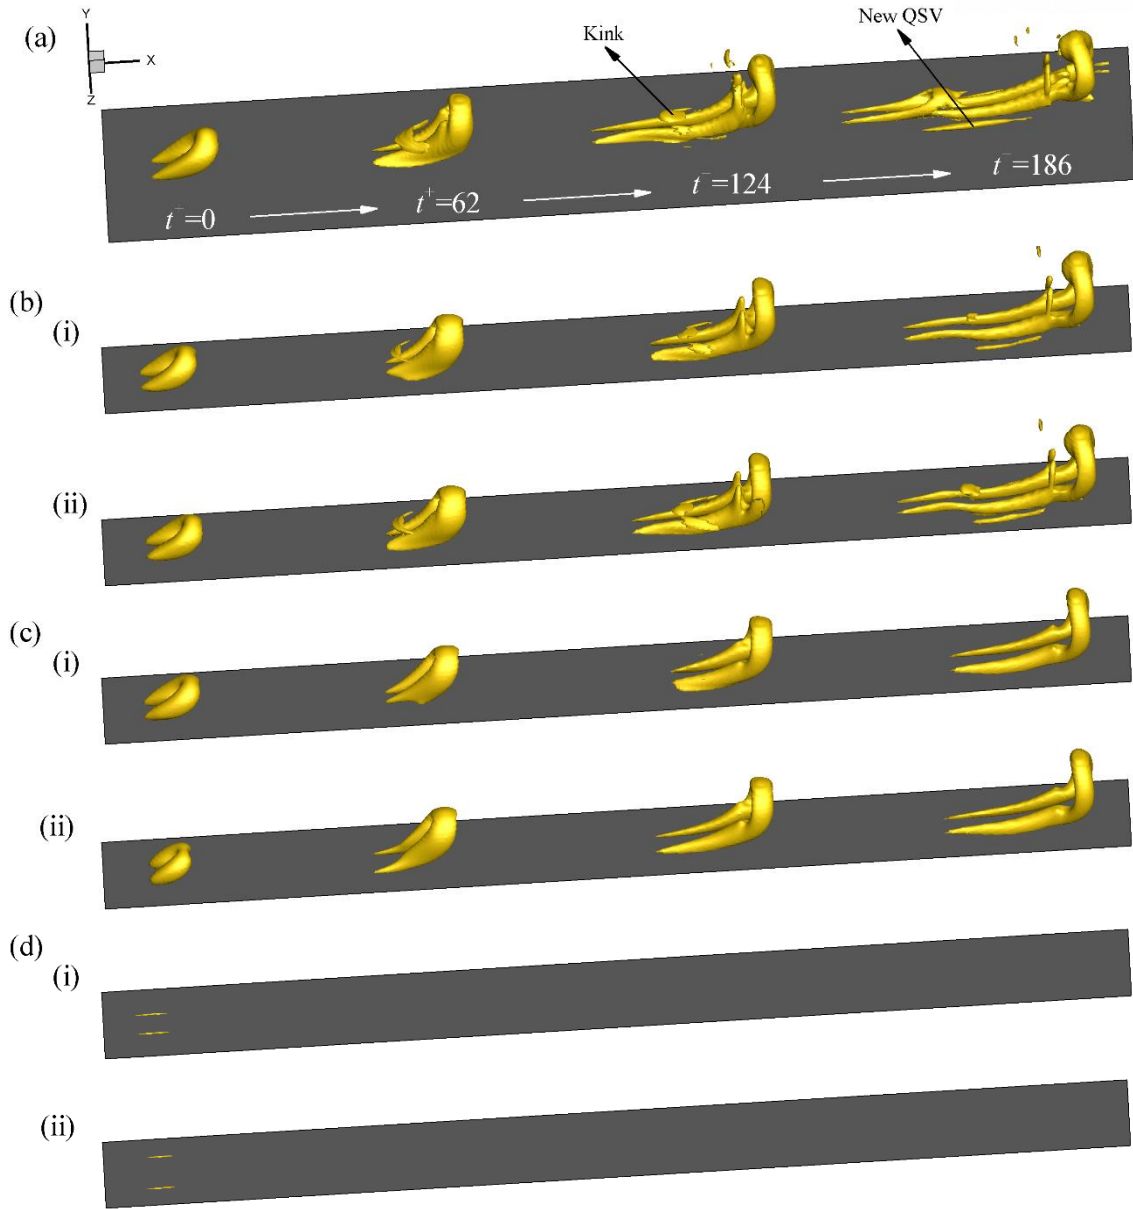 (a)
Y
X
Z
Kink
New QSV
t⁻=0
t⁺=62
t⁻=124
t⁻=186
(b)
(i)
(ii)
(c)
(i)
(ii)
(d)
(i)
(ii)